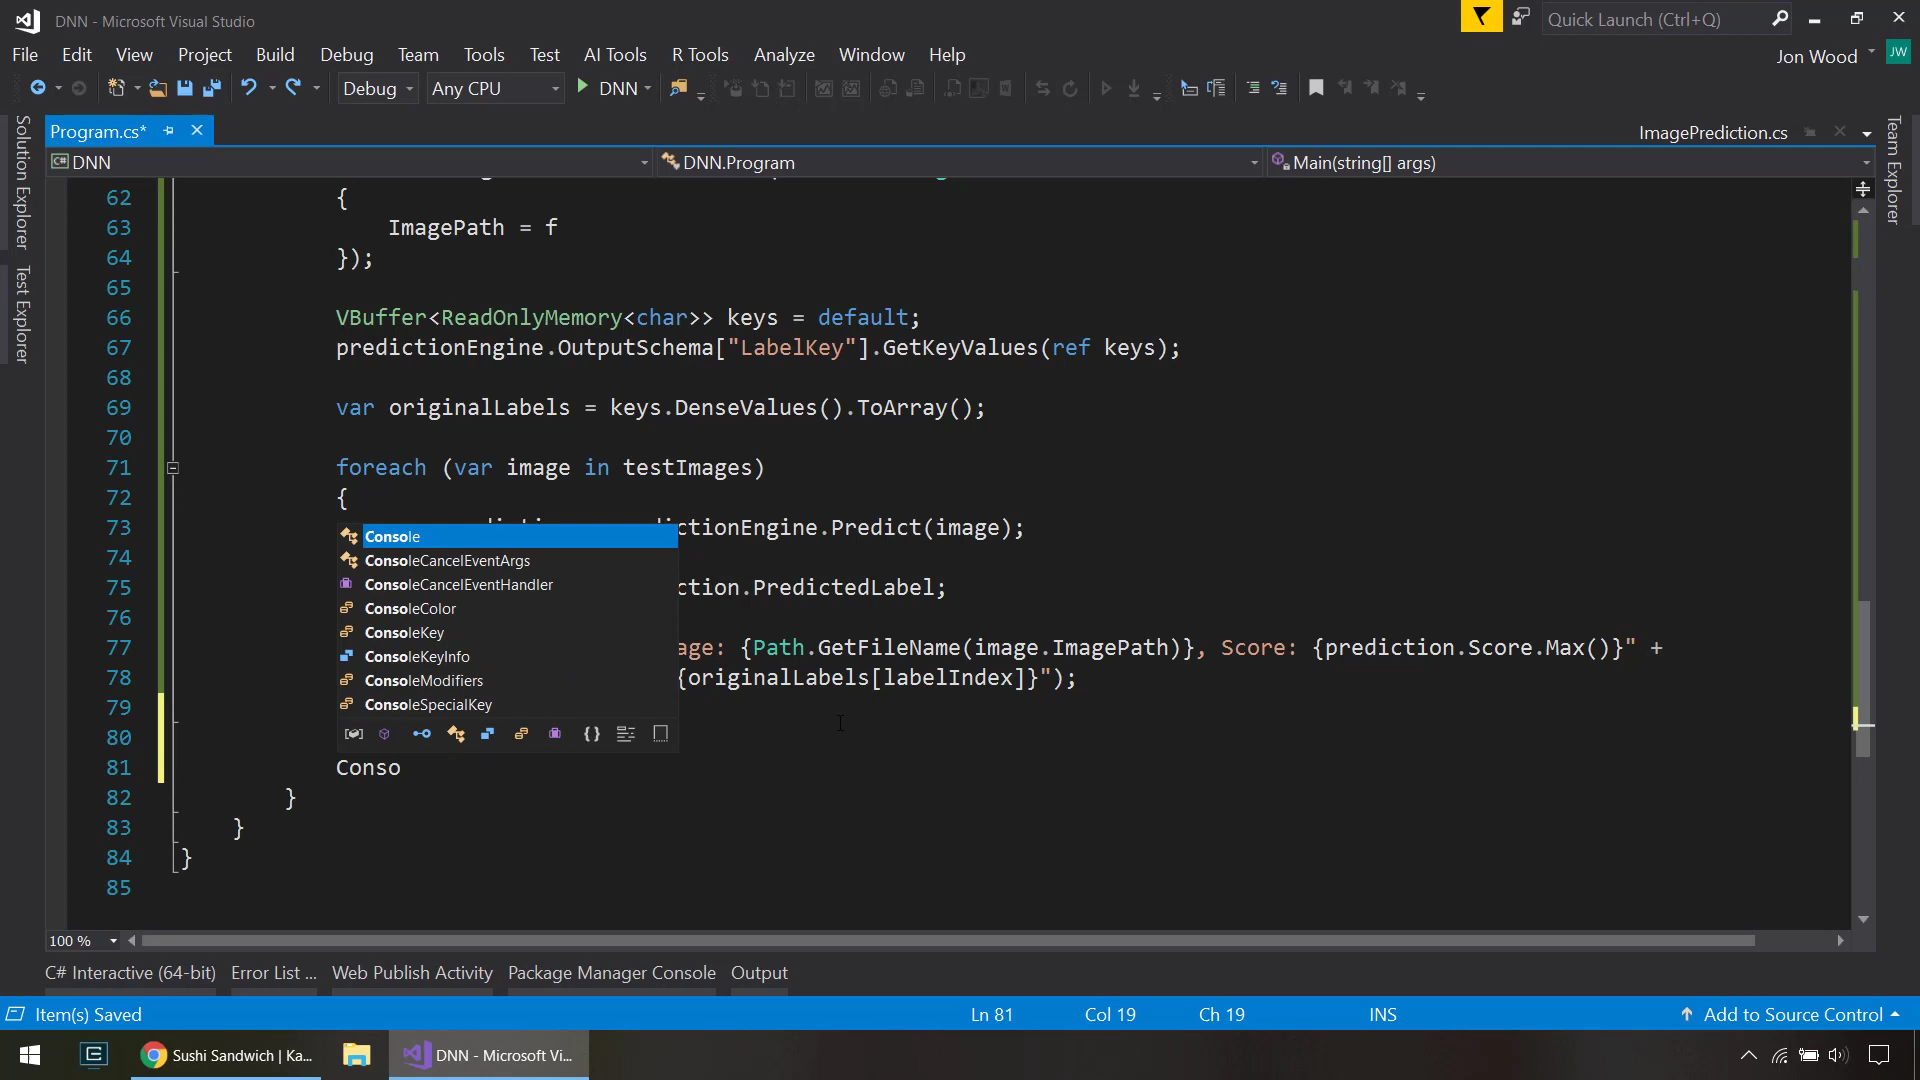 DNN - Microsoft Visual Studio
Quick Launch (Ctrl+Q)
File Edit View Project Build Debug Team Tools Test AI Tools R Tools Analyze Window Help
Jon Wood JW
Debug Any CPU DNN
Program.cs*
ImagePrediction.cs
DNN
DNN.Program
Main(string[] args)
Solution Explorer
Test Explorer
Team Explorer
62 {
63 ImagePath = f
64 });
65
66 VBuffer<ReadOnlyMemory<char>> keys = default;
67 predictionEngine.OutputSchema["LabelKey"].GetKeyValues(ref keys);
68
69 var originalLabels = keys.DenseValues().ToArray();
70
71 foreach (var image in testImages)
72 {
73 dictionEngine.Predict(image);
74
75 ction.PredictedLabel;
76
77 age: {Path.GetFileName(image.ImagePath)}, Score: {prediction.Score.Max()}" +
78 {originalLabels[labelIndex]}");
79
80
81 Conso
82 }
83 }
84 }
85
Console
ConsoleCancelEventArgs
ConsoleCancelEventHandler
ConsoleColor
ConsoleKey
ConsoleKeyInfo
ConsoleModifiers
ConsoleSpecialKey
100 %
C# Interactive (64-bit) Error List ... Web Publish Activity Package Manager Console Output
Item(s) Saved
Ln 81 Col 19 Ch 19 INS
Add to Source Control
Sushi Sandwich | Ka...
DNN - Microsoft Vi...